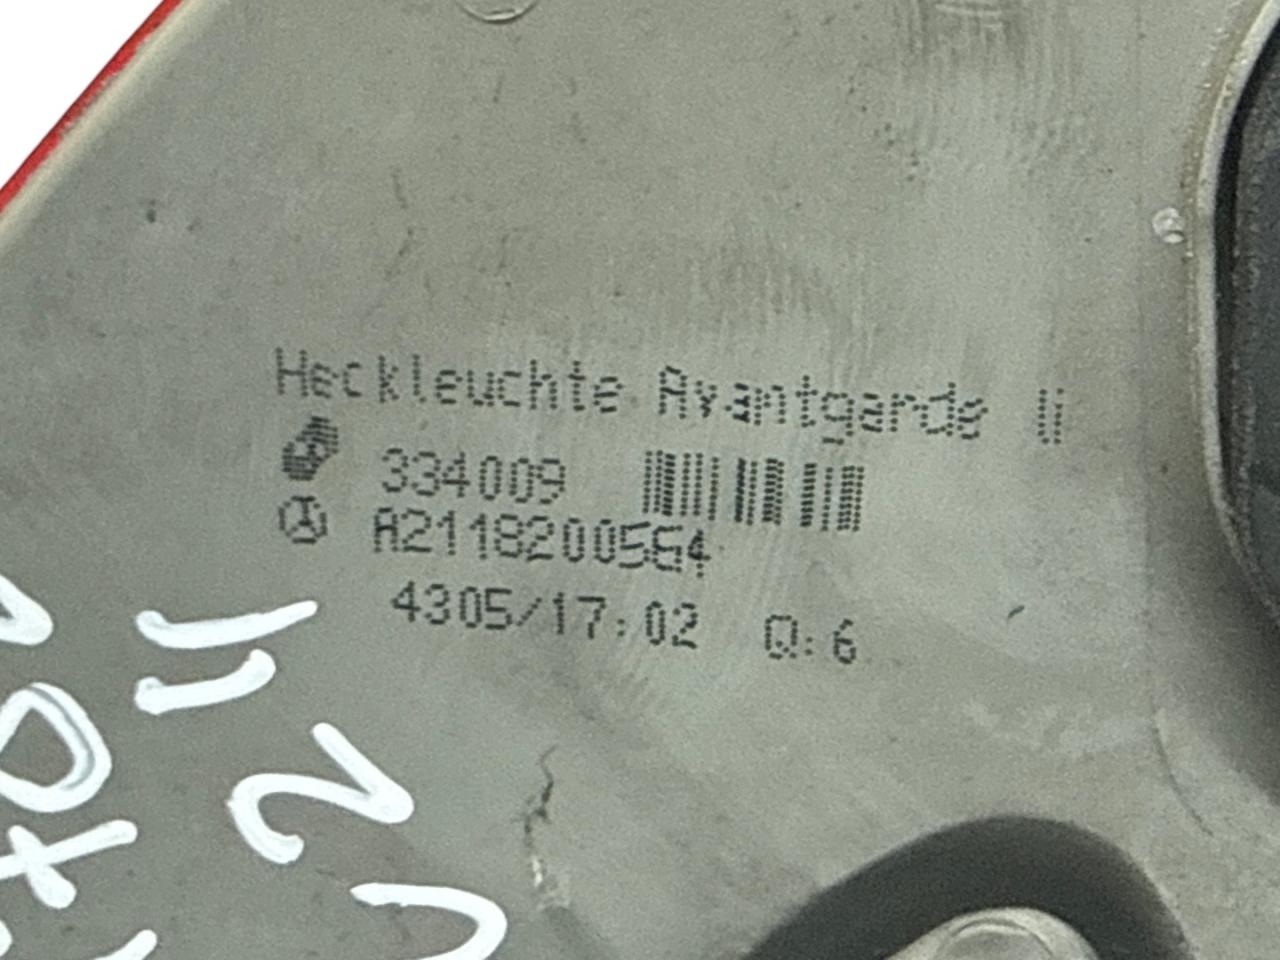 Heckleuchte Avantgarde li
334009
A2118200564
4305/17:02 Q:6